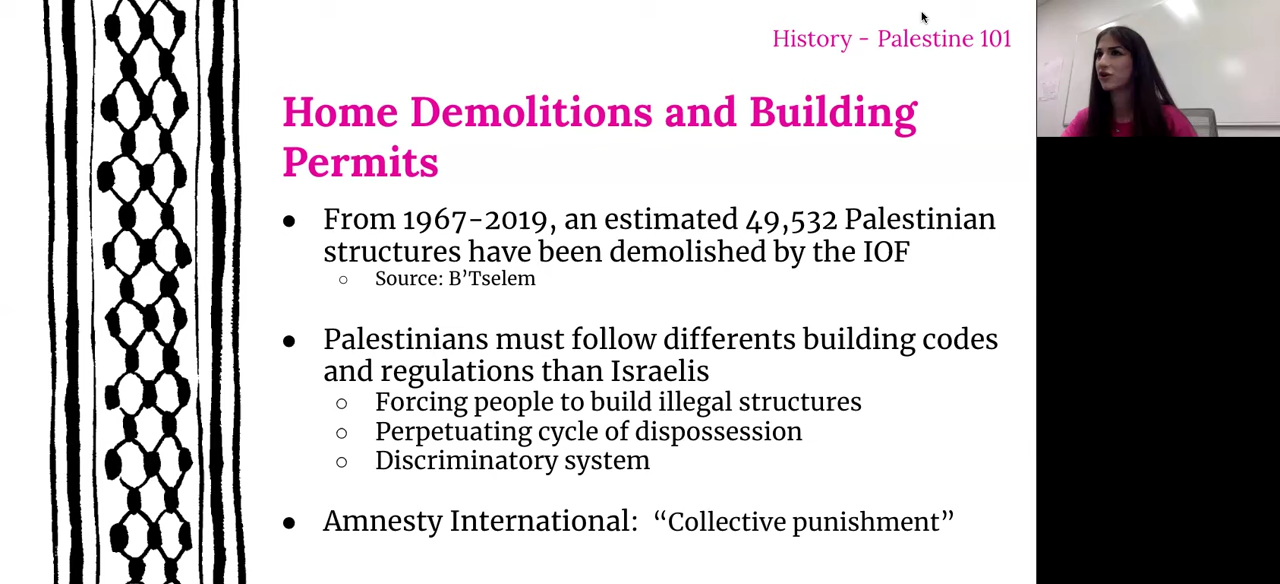 History - Palestine 101
Home Demolitions and Building
Permits
● From 1967-2019, an estimated 49,532 Palestinian
structures have been demolished by the IOF
○ Source: B’Tselem
● Palestinians must follow differents building codes
and regulations than Israelis
○ Forcing people to build illegal structures
○ Perpetuating cycle of dispossession
○ Discriminatory system
● Amnesty International: “Collective punishment”